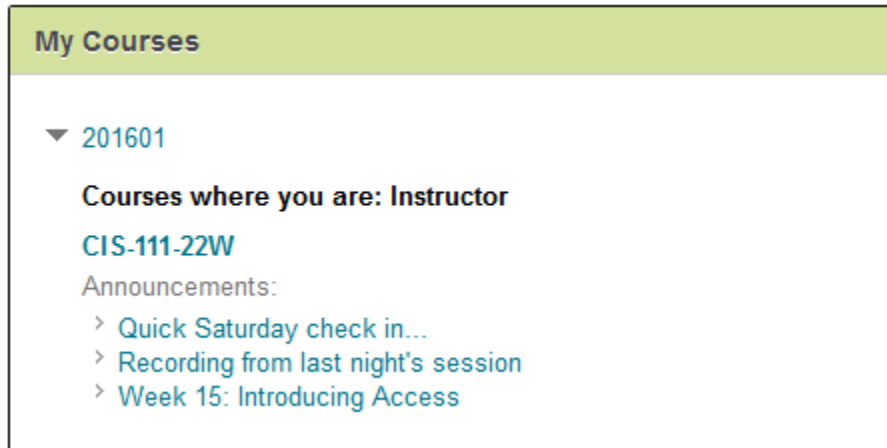 My Courses
201601
Courses where you are: Instructor
CIS-111-22W
Announcements:
Quick Saturday check in...
Recording from last night's session
Week 15: Introducing Access